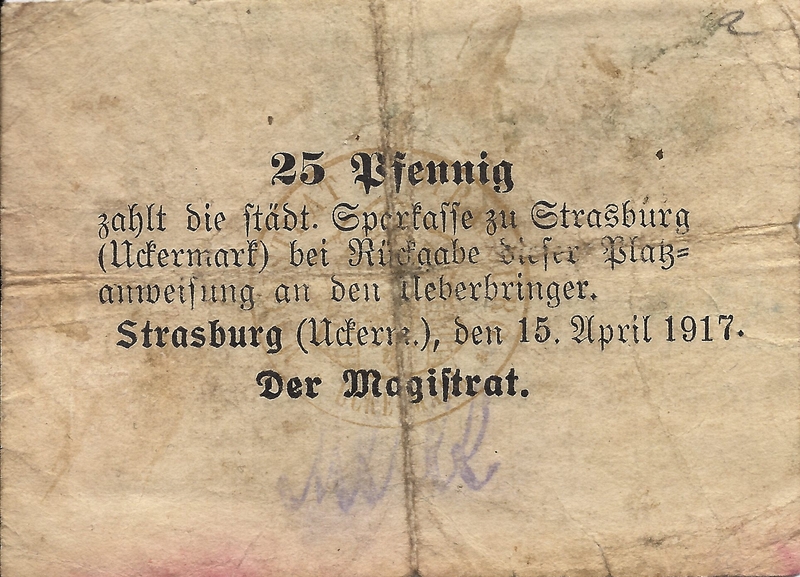 25 Pfennig
zahlt die städt. Sparkasse zu Strasburg
(Uckermark) bei Rückgabe dieser Platz=
anweisung an den Ueberbringer.
Strasburg (Uckerm.), den 15. April 1917.
Der Magistrat.